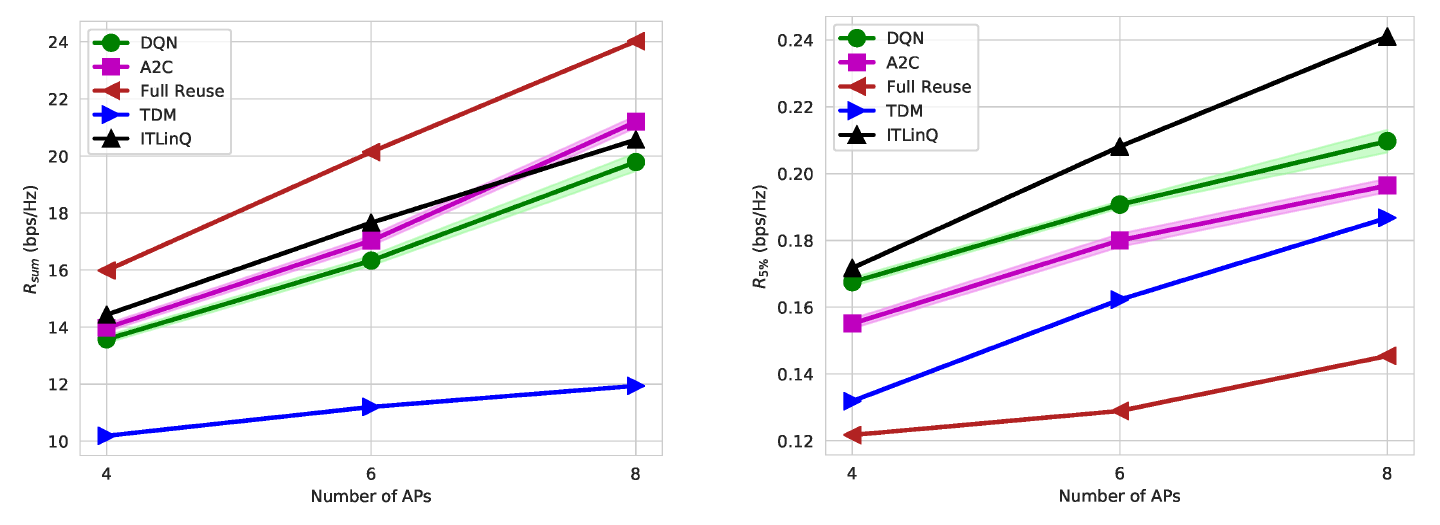 24
22
20
18
16
14
12
10
R_sum (bps/Hz)
DQN
A2C
Full Reuse
TDM
ITLinQ
4
6
8
Number of APs
0.24
0.22
0.20
0.18
0.16
0.14
0.12
R_5% (bps/Hz)
DQN
A2C
Full Reuse
TDM
ITLinQ
4
6
8
Number of APs